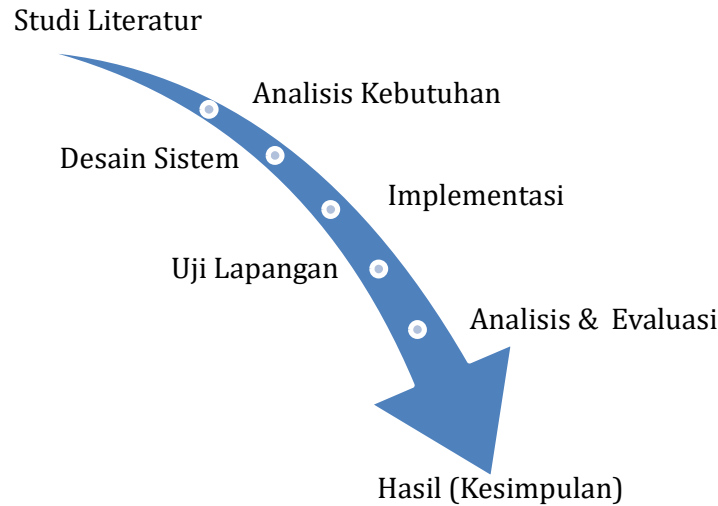 Studi Literatur
Analisis Kebutuhan
Desain Sistem
Implementasi
Uji Lapangan
Analisis & Evaluasi
Hasil (Kesimpulan)